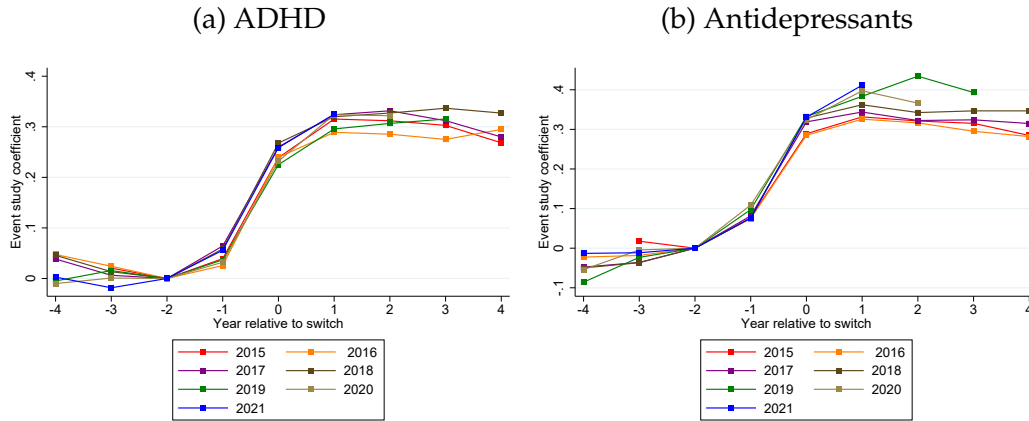 (a) ADHD
Event study coefficient
.4
.3
.2
.1
0
-4 -3 -2 -1 0 1 2 3 4
Year relative to switch
2015 2016
2017 2018
2019 2020
2021
(b) Antidepressants
Event study coefficient
.4
.3
.2
.1
0
-.1
-4 -3 -2 -1 0 1 2 3 4
Year relative to switch
2015 2016
2017 2018
2019 2020
2021